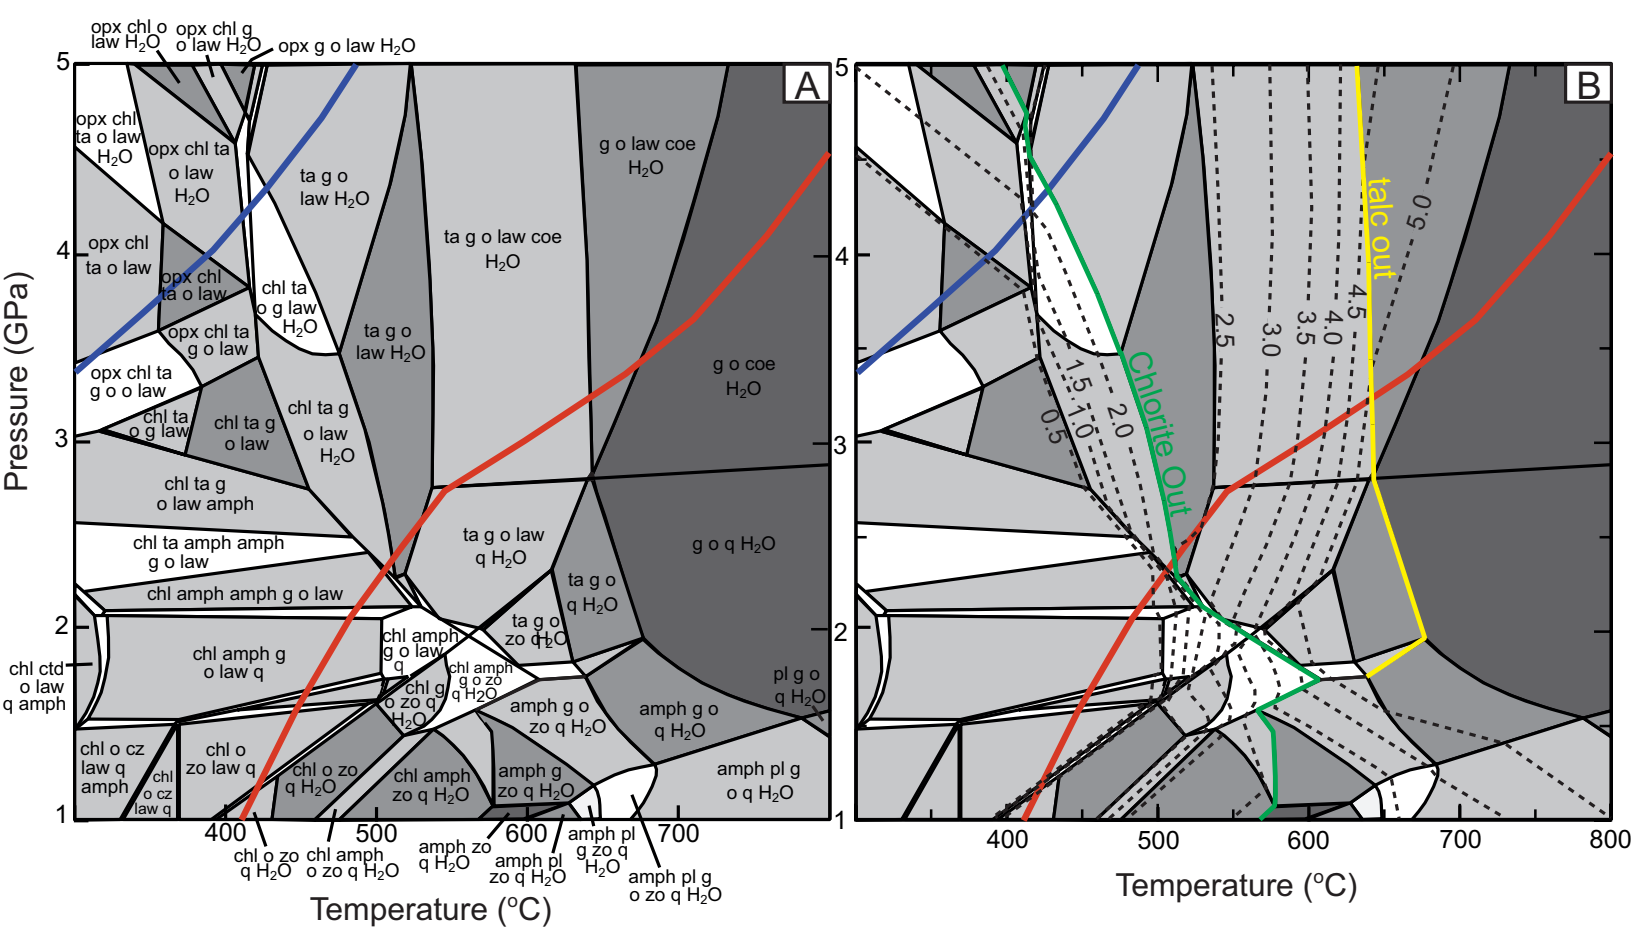 opx chl o
law H2O
opx chl g
o law H2O
opx g o law H2O
A
B
5
4
3
2
1
Pressure (GPa)
opx chl
ta o law
H2O
opx chl ta
o law
H2O
ta g o
law H2O
g o law coe
H2O
opx chl
ta o law
opx chl
ta o law
ta g o law coe
H2O
chl ta
o g law
H2O
opx chl ta
g o law
ta g o
law H2O
opx chl ta
g o o law
g o coe
H2O
chl ta
o g law
chl ta g
o law
chl ta g
o law
H2O
chl ta g
o law amph
chl ta amph amph
g o law
ta g o law
q H2O
g o q H2O
chl amph amph g o law
ta g o
q H2O
ta g o
zo q H2O
chl amph
g o law
q
chl amph g
o law q
chl amph
g o zo
q H2O
chl ctd
o law
q amph
pl g o
q H2O
chl g
o zo q
H2O
amph g o
zo q H2O
amph g o
q H2O
chl o cz
law q
amph
chl
o cz
law q
chl o
zo law q
chl o zo
q H2O
chl amph
zo q H2O
amph g
zo q H2O
amph pl g
o q H2O
400
500
600
700
chl o zo
q H2O
chl amph
o zo q H2O
amph zo
q H2O
amph pl
zo q H2O
amph pl
g zo q
H2O
amph pl g
o zo q H2O
Temperature (oC)
5
4
3
2
1
talc out
5.0
4.5
4.0
3.5
3.0
2.5
2.0
1.5
1.0
0.5
Chlorite Out
400
500
600
700
800
Temperature (oC)